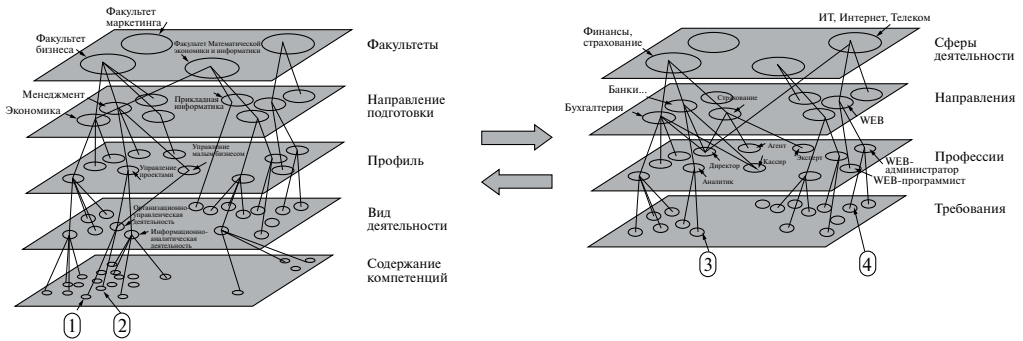 Факультет
маркетинга
Факультет
бизнеса
Факультет Математической
экономики и информатики
Факультеты
Менеджмент
Экономика
Прикладная
информатика
Направление
подготовки
Управление
малым бизнесом
Управление
проектами
Профиль
Организационно-
управленческая
деятельность
Информационно-
аналитическая
деятельность
Вид
деятельности
Содержание
компетенций
1
2
ИТ, Интернет, Телеком
Финансы,
страхование
Сферы
деятельности
Банки...
Бухгалтерия
Страхование
WEB
Направления
Агент
Директор
Кассир
Эксперт
Аналитик
WEB-
администратор
WEB-программист
Профессии
Требования
3
4